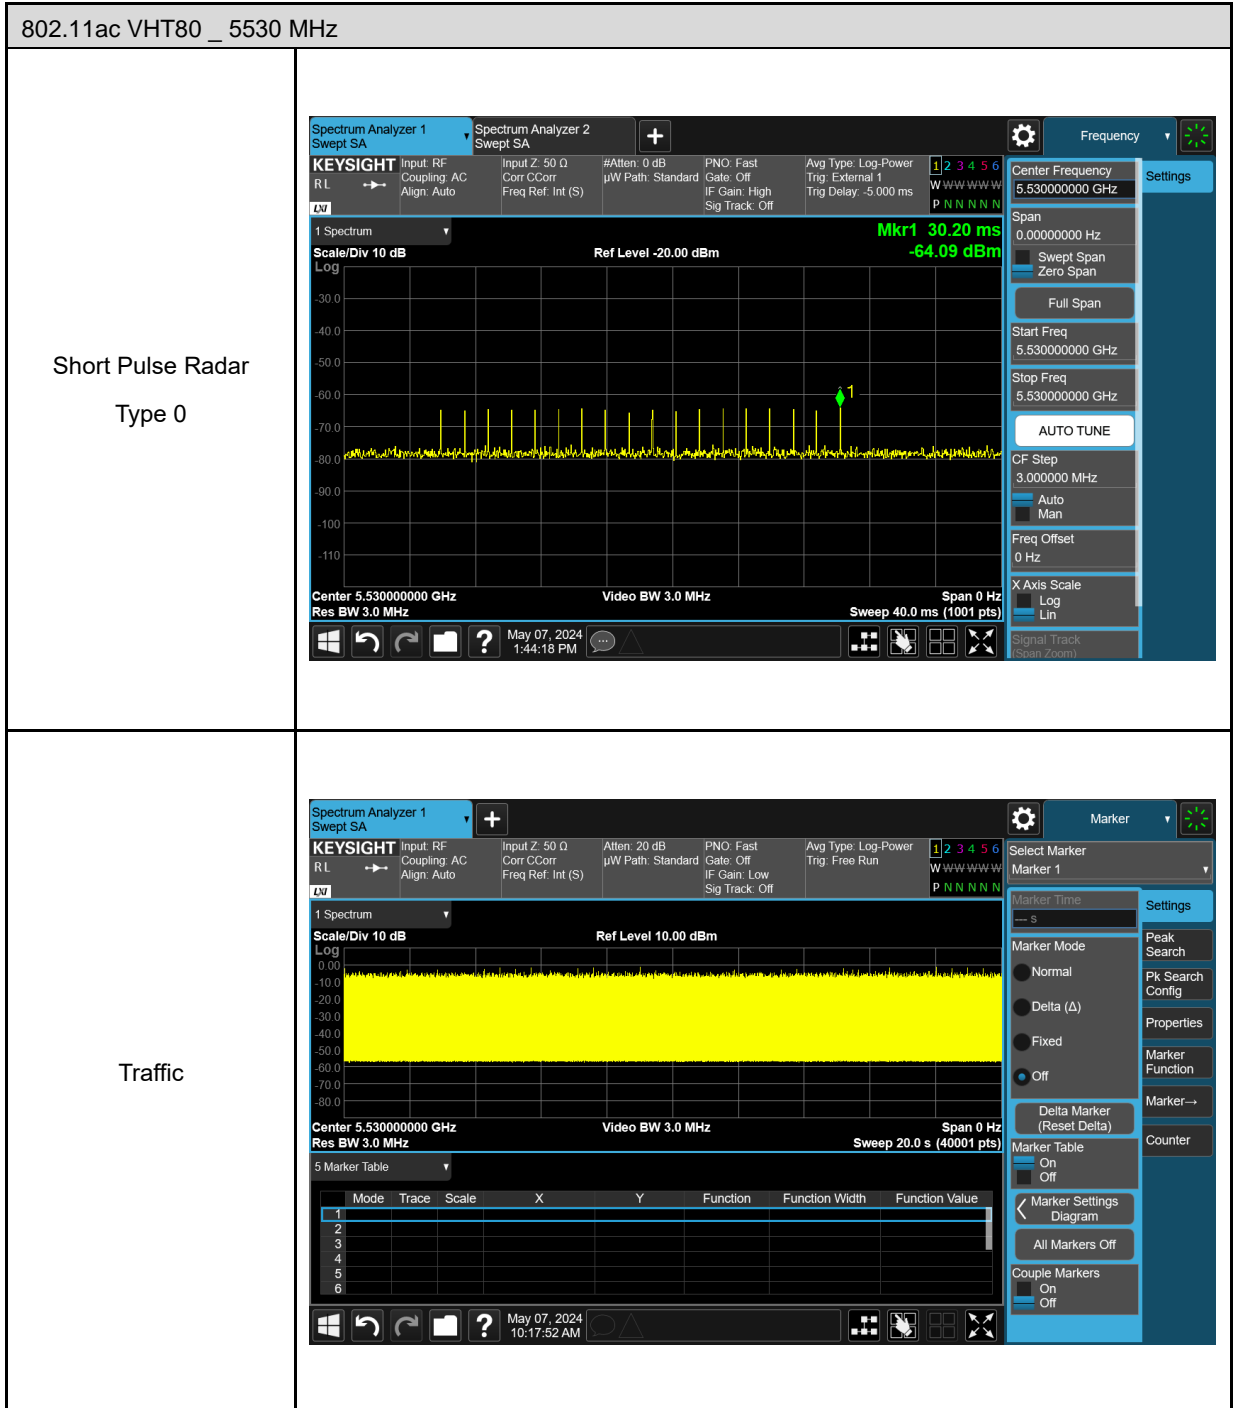 802.11ac VHT80 _ 5530 MHz
Short Pulse Radar
Type 0
Spectrum Analyzer 1
Swept SA
Spectrum Analyzer 2
Swept SA
Frequency
KEYSIGHT
RL
LXI
Input: RF
Coupling: AC
Align: Auto
Input Z: 50 Ω
Corr CCorr
Freq Ref: Int (S)
#Atten: 0 dB
µW Path: Standard
PNO: Fast
Gate: Off
IF Gain: High
Sig Track: Off
Avg Type: Log-Power
Trig: External 1
Trig Delay: -5.000 ms
1 2 3 4 5 6
W W W W W W
P N N N N N
1 Spectrum
Scale/Div 10 dB
Log
Ref Level -20.00 dBm
Mkr1 30.20 ms
-64.09 dBm
-30.0
-40.0
-50.0
-60.0
-70.0
-80.0
-90.0
-100
-110
1
Center 5.530000000 GHz
Res BW 3.0 MHz
Video BW 3.0 MHz
Span 0 Hz
Sweep 40.0 ms (1001 pts)
May 07, 2024
1:44:18 PM
Center Frequency
5.530000000 GHz
Settings
Span
0.00000000 Hz
Swept Span
Zero Span
Full Span
Start Freq
5.530000000 GHz
Stop Freq
5.530000000 GHz
AUTO TUNE
CF Step
3.000000 MHz
Auto
Man
Freq Offset
0 Hz
X Axis Scale
Log
Lin
Signal Track
(Span Zoom)
Traffic
Spectrum Analyzer 1
Swept SA
Marker
KEYSIGHT
RL
LXI
Input: RF
Coupling: AC
Align: Auto
Input Z: 50 Ω
Corr CCorr
Freq Ref: Int (S)
Atten: 20 dB
µW Path: Standard
PNO: Fast
Gate: Off
IF Gain: Low
Sig Track: Off
Avg Type: Log-Power
Trig: Free Run
1 2 3 4 5 6
W W W W W W
P N N N N N
1 Spectrum
Scale/Div 10 dB
Log
Ref Level 10.00 dBm
0.00
-10.0
-20.0
-30.0
-40.0
-50.0
-60.0
-70.0
-80.0
Center 5.530000000 GHz
Res BW 3.0 MHz
Video BW 3.0 MHz
Span 0 Hz
Sweep 20.0 s (40001 pts)
5 Marker Table
Mode Trace Scale X Y Function Function Width Function Value
1
2
3
4
5
6
May 07, 2024
10:17:52 AM
Select Marker
Marker 1
Marker Time
--- s
Marker Mode
Normal
Delta (Δ)
Fixed
Off
Delta Marker
(Reset Delta)
Marker Table
On
Off
Marker Settings
Diagram
All Markers Off
Couple Markers
On
Off
Settings
Peak
Search
Pk Search
Config
Properties
Marker
Function
Marker→
Counter